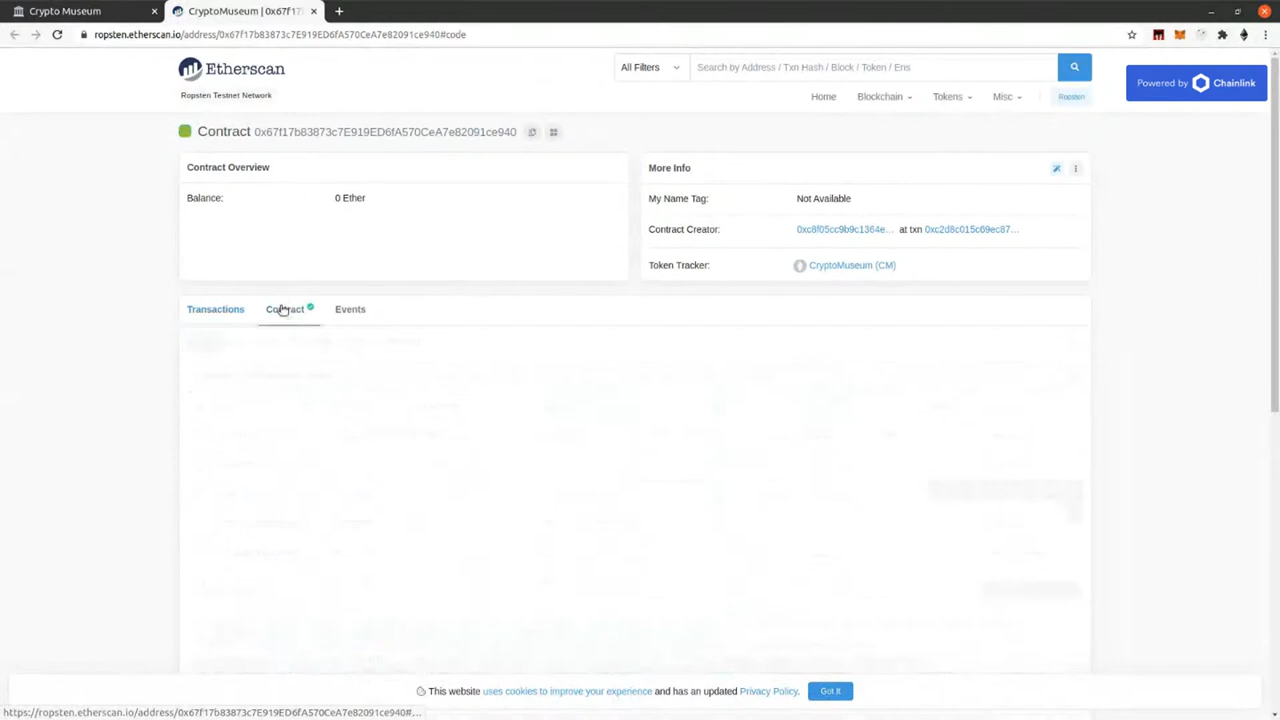 Crypto Museum
CryptoMuseum | 0x67f17
ropsten.etherscan.io/address/0x67f17b83873c7E919ED6fA570CeA7e82091ce940#code
Etherscan
Ropsten Testnet Network
All Filters
Search by Address / Txn Hash / Block / Token / Ens
Powered by Chainlink
Home Blockchain Tokens Misc Ropsten
Contract 0x67f17b83873c7E919ED6fA570CeA7e82091ce940
Contract Overview
Balance: 0 Ether
More Info
My Name Tag: Not Available
Contract Creator: 0xc8f05cc9b9c1364e... at txn 0xc2d8c015c69ec87...
Token Tracker: CryptoMuseum (CM)
Transactions Contract Events
This website uses cookies to improve your experience and has an updated Privacy Policy. Got It
https://ropsten.etherscan.io/address/0x67f17b83873c7E919ED6fA570CeA7e82091ce940#...